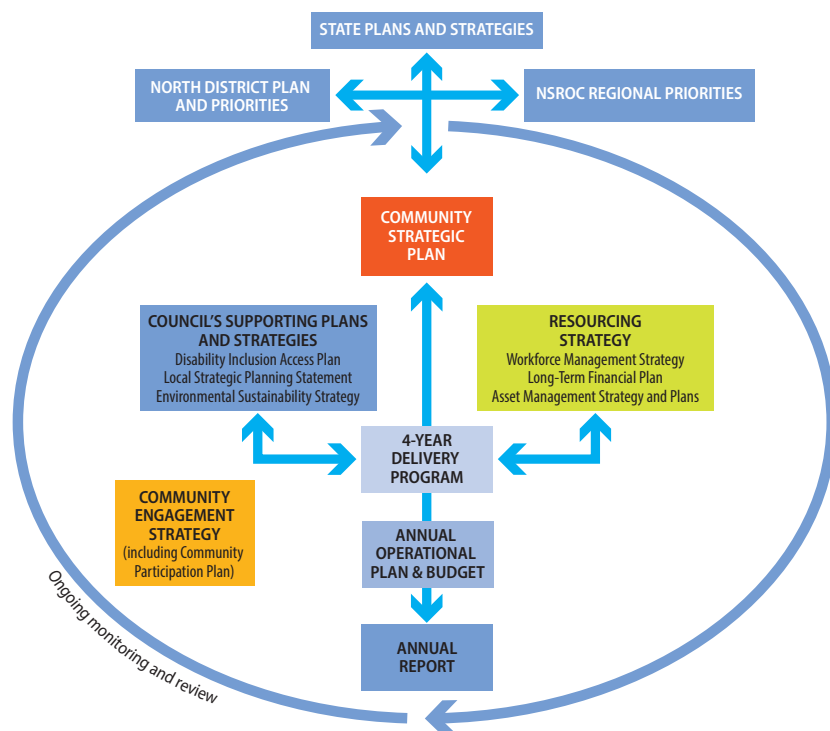 STATE PLANS AND STRATEGIES
NORTH DISTRICT PLAN
AND PRIORITIES
NSROC REGIONAL PRIORITIES
COMMUNITY
STRATEGIC
PLAN
COUNCIL’S SUPPORTING PLANS
AND STRATEGIES
Disability Inclusion Access Plan
Local Strategic Planning Statement
Environmental Sustainability Strategy
RESOURCING
STRATEGY
Workforce Management Strategy
Long-Term Financial Plan
Asset Management Strategy and Plans
4-YEAR
DELIVERY
PROGRAM
COMMUNITY
ENGAGEMENT
STRATEGY
(including Community
Participation Plan)
ANNUAL
OPERATIONAL
PLAN & BUDGET
ANNUAL
REPORT
Ongoing monitoring and review